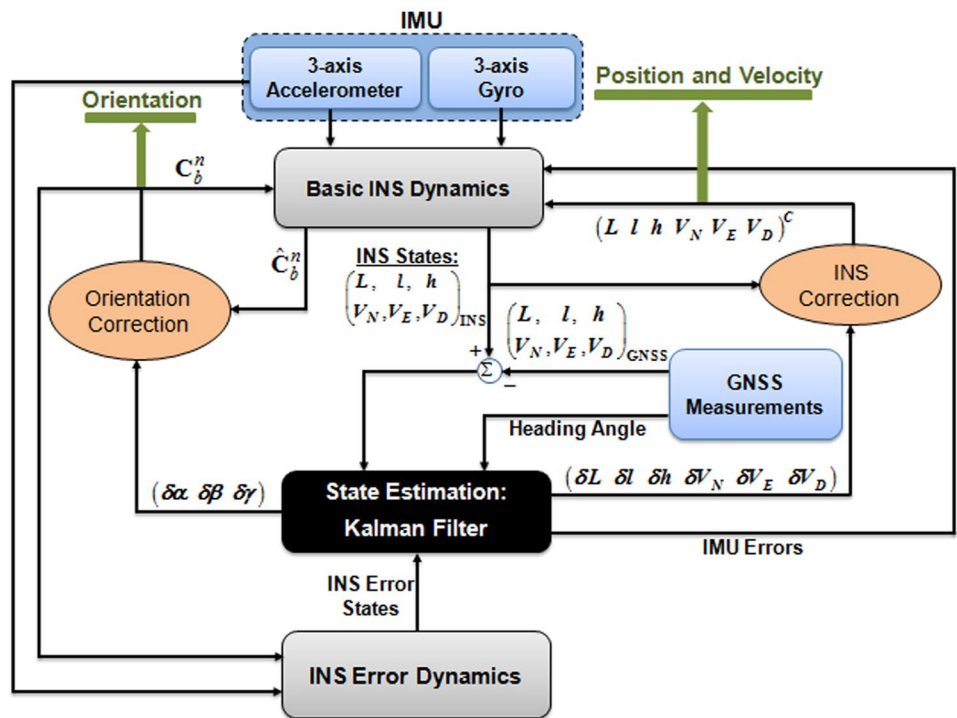 IMU
3-axis
Accelerometer
3-axis
Gyro
Orientation
Position and Velocity
C_b^n
Basic INS Dynamics
(L l h V_N V_E V_D)^C
Ĉ_b^n
INS States:
(L, l, h
V_N, V_E, V_D)_INS
(L, l, h
V_N, V_E, V_D)_GNSS
Orientation
Correction
INS
Correction
+
Σ
−
GNSS
Measurements
Heading Angle
(δα δβ δγ)
State Estimation:
Kalman Filter
(δL δl δh δV_N δV_E δV_D)
IMU Errors
INS Error
States
INS Error Dynamics